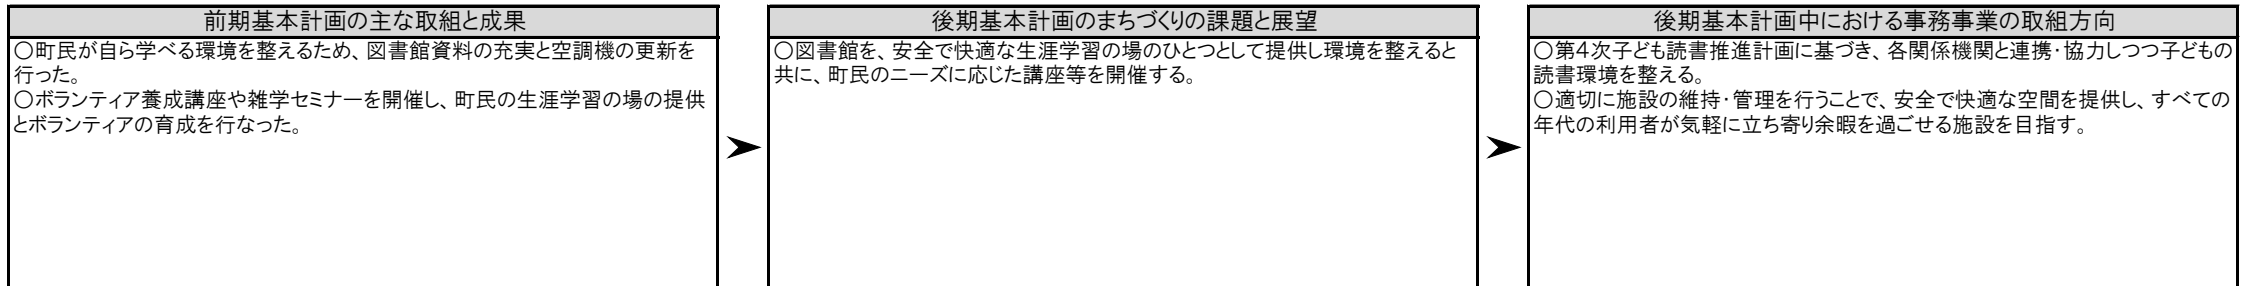 前期基本計画の主な取組と成果
○町民が自ら学べる環境を整えるため、図書館資料の充実と空調機の更新を
行った。
○ボランティア養成講座や雑学セミナーを開催し、町民の生涯学習の場の提供
とボランティアの育成を行なった。
後期基本計画のまちづくりの課題と展望
○図書館を、安全で快適な生涯学習の場のひとつとして提供し環境を整えると
共に、町民のニーズに応じた講座等を開催する。
後期基本計画中における事務事業の取組方向
○第4次子ども読書推進計画に基づき、各関係機関と連携・協力しつつ子どもの
読書環境を整える。
○適切に施設の維持・管理を行うことで、安全で快適な空間を提供し、すべての
年代の利用者が気軽に立ち寄り余暇を過ごせる施設を目指す。